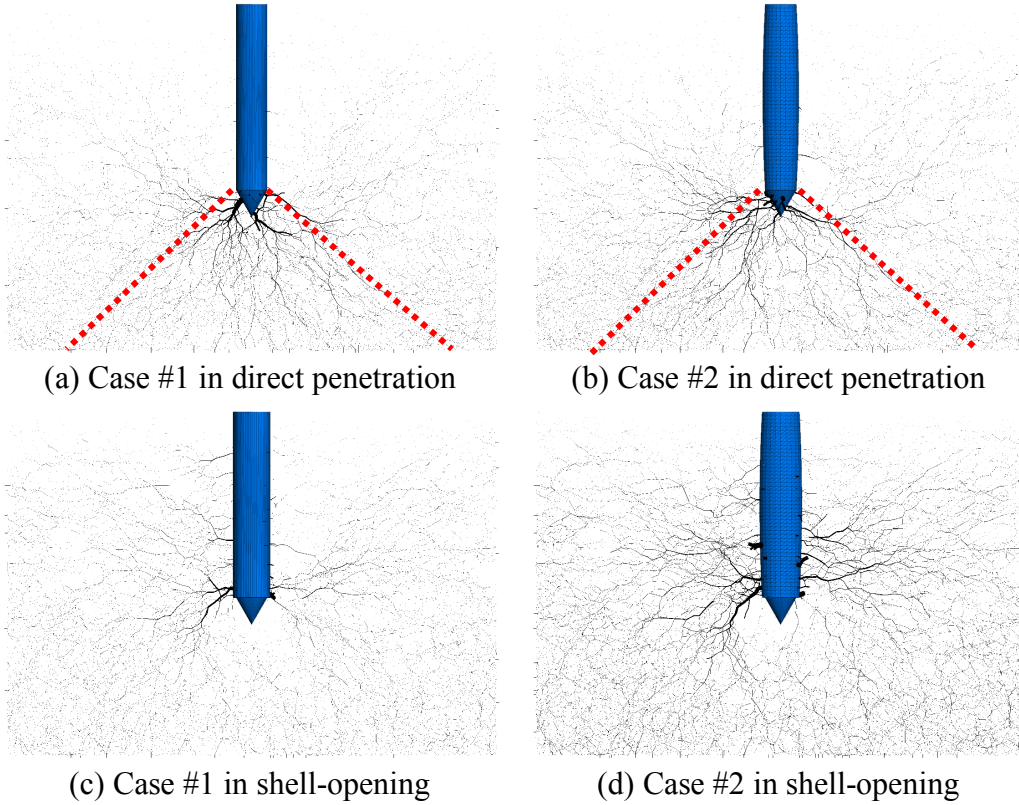 (a) Case #1 in direct penetration
(b) Case #2 in direct penetration
(c) Case #1 in shell-opening
(d) Case #2 in shell-opening